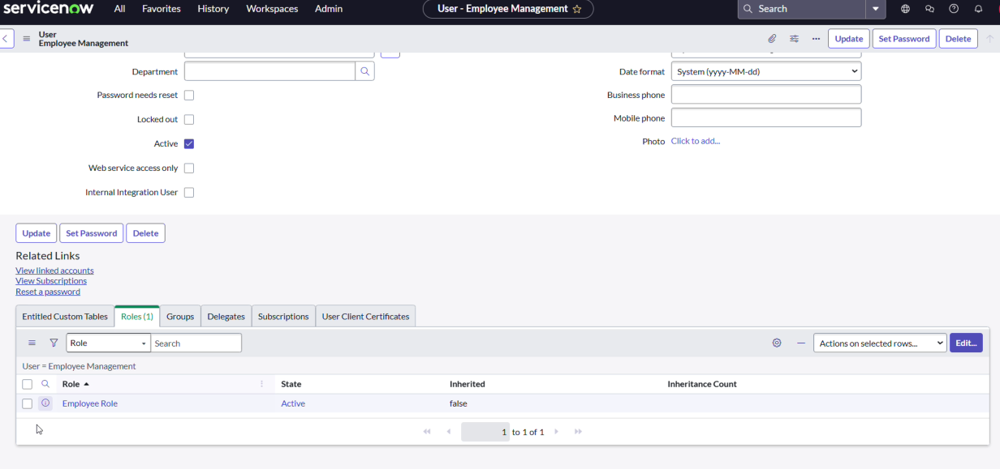 servicenow All Favorites History Workspaces Admin User - Employee Management Search
User
Employee Management
Update Set Password Delete
Department
Date format System (yyyy-MM-dd)
Password needs reset
Business phone
Locked out
Mobile phone
Active
Photo Click to add...
Web service access only
Internal Integration User
Update Set Password Delete
Related Links
View linked accounts
View Subscriptions
Reset a password
Entitled Custom Tables Roles (1) Groups Delegates Subscriptions User Client Certificates
Role Search Actions on selected rows... Edit...
User = Employee Management
Role State Inherited Inheritance Count
Employee Role Active false
1 to 1 of 1